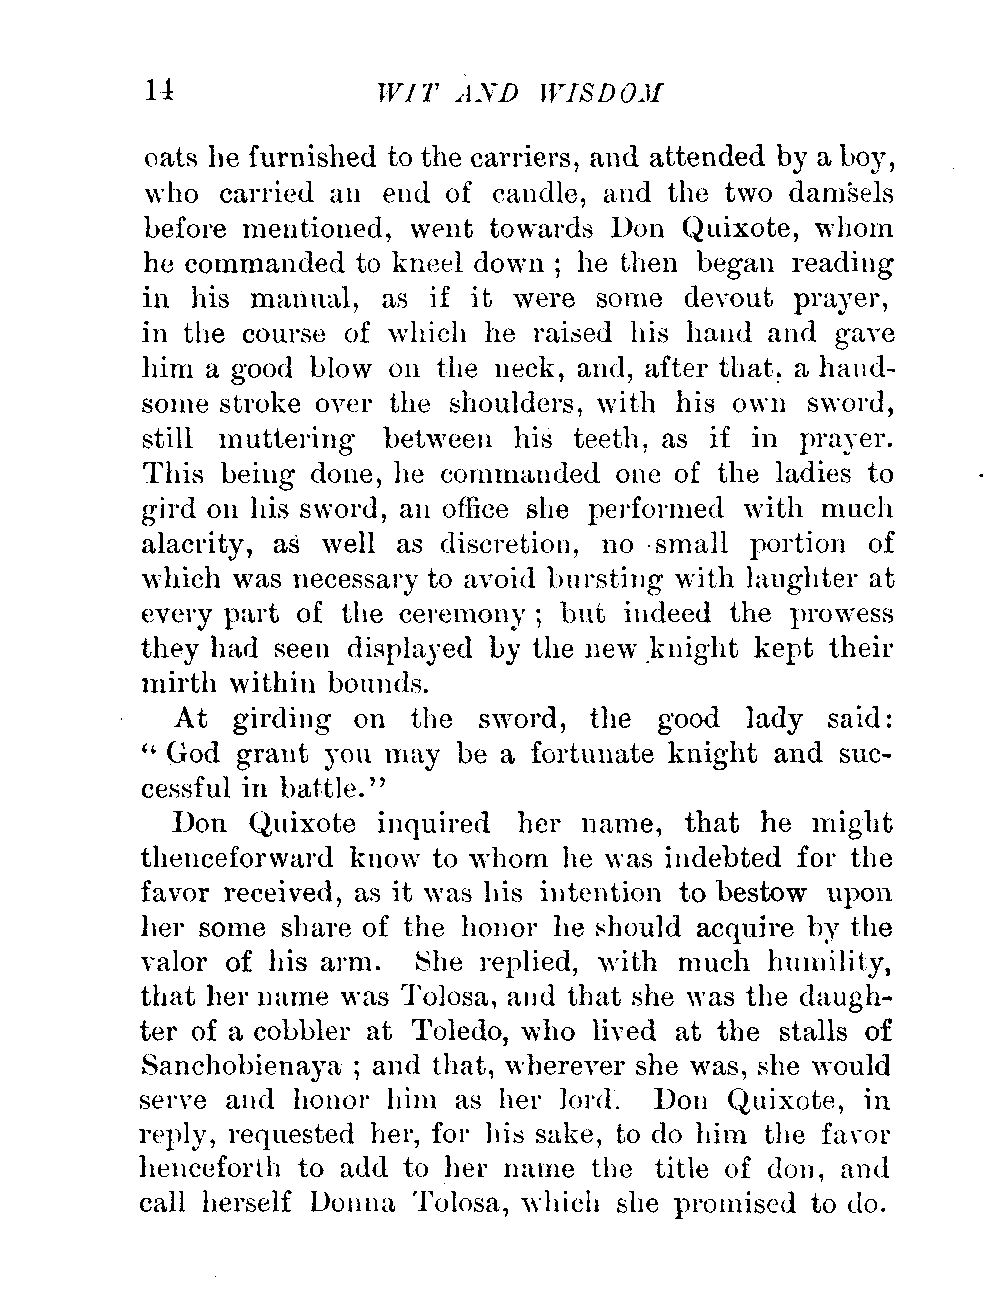 14 WIT AND WISDOM
oats he furnished to the carriers, and attended by a boy,
who carried an end of candle, and the two damsels
before mentioned, went towards Don Quixote, whom
he commanded to kneel down ; he then began reading
in his manual, as if it were some devout prayer,
in the course of which he raised his hand and gave
him a good blow on the neck, and, after that, a hand-
some stroke over the shoulders, with his own sword,
still muttering between his teeth, as if in prayer.
This being done, he commanded one of the ladies to
gird on his sword, an office she performed with much
alacrity, as well as discretion, no small portion of
which was necessary to avoid bursting with laughter at
every part of the ceremony ; but indeed the prowess
they had seen displayed by the new knight kept their
mirth within bounds.
At girding on the sword, the good lady said:
“ God grant you may be a fortunate knight and suc-
cessful in battle.”
Don Quixote inquired her name, that he might
thenceforward know to whom he was indebted for the
favor received, as it was his intention to bestow upon
her some share of the honor he should acquire by the
valor of his arm. She replied, with much humility,
that her name was Tolosa, and that she was the daugh-
ter of a cobbler at Toledo, who lived at the stalls of
Sanchobienaya ; and that, wherever she was, she would
serve and honor him as her lord. Don Quixote, in
reply, requested her, for his sake, to do him the favor
henceforth to add to her name the title of don, and
call herself Donna Tolosa, which she promised to do.